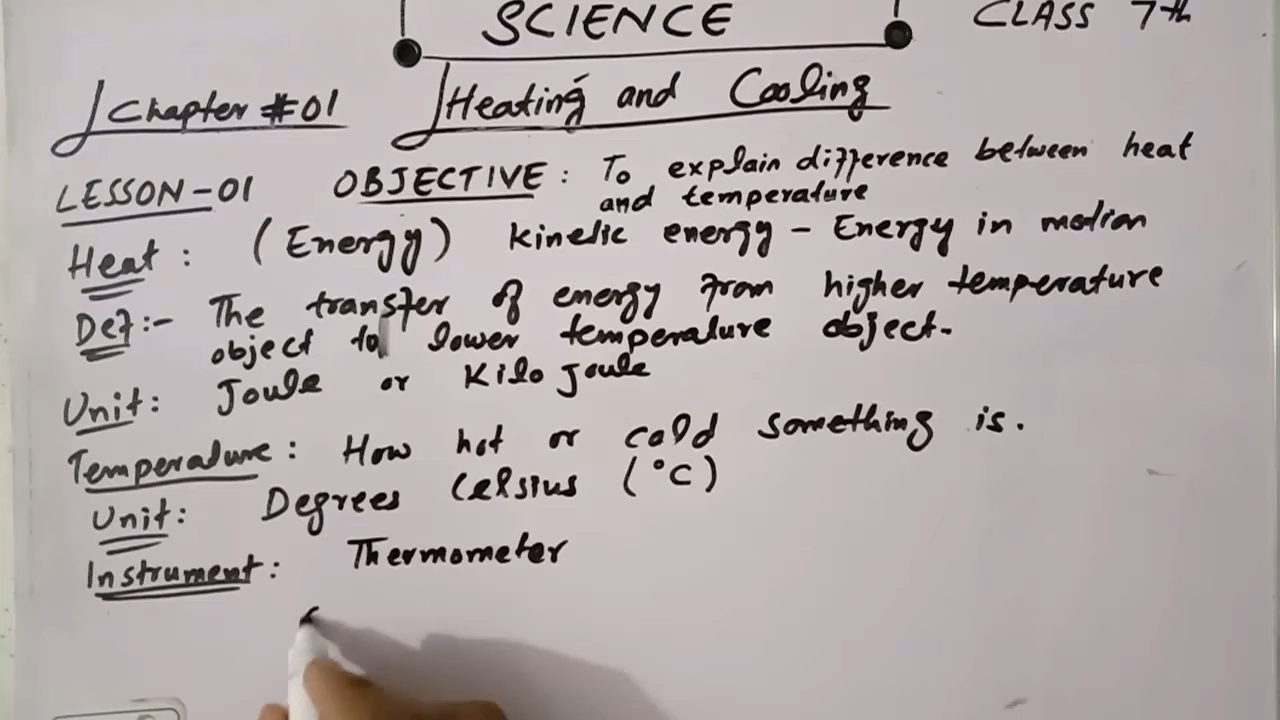 SCIENCE
CLASS 7th
Chapter #01 Heating and Cooling
LESSON-01 OBJECTIVE: To explain difference between heat
and temperature
Heat: (Energy) Kinetic energy - Energy in motion
Def:- The transfer of energy from higher temperature
object to lower temperature object.
Unit: Joule or Kilo Joule
Temperature: How hot or cold something is.
Unit: Degrees Celsius (°C)
Instrument: Thermometer